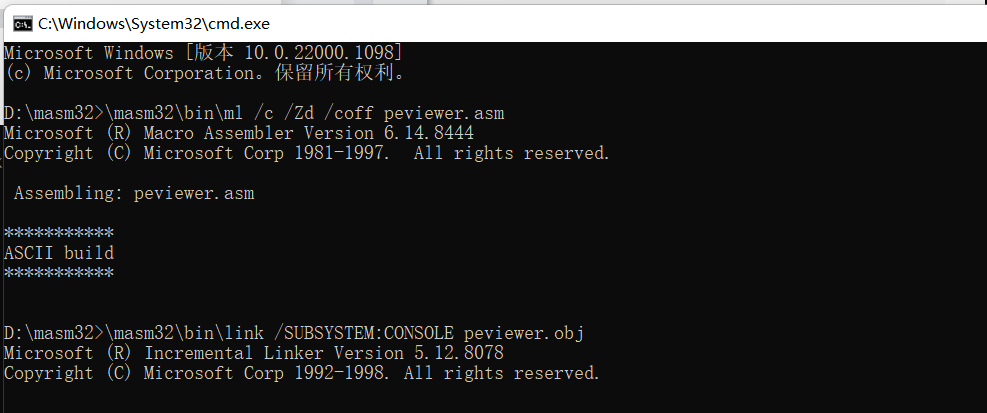 C:\Windows\System32\cmd.exe
Microsoft Windows [版本 10.0.22000.1098]
(c) Microsoft Corporation。保留所有权利。
D:\masm32>\masm32\bin\ml /c /Zd /coff peviewer.asm
Microsoft (R) Macro Assembler Version 6.14.8444
Copyright (C) Microsoft Corp 1981-1997.  All rights reserved.
 Assembling: peviewer.asm
***********
ASCII build
***********
D:\masm32>\masm32\bin\link /SUBSYSTEM:CONSOLE peviewer.obj
Microsoft (R) Incremental Linker Version 5.12.8078
Copyright (C) Microsoft Corp 1992-1998. All rights reserved.